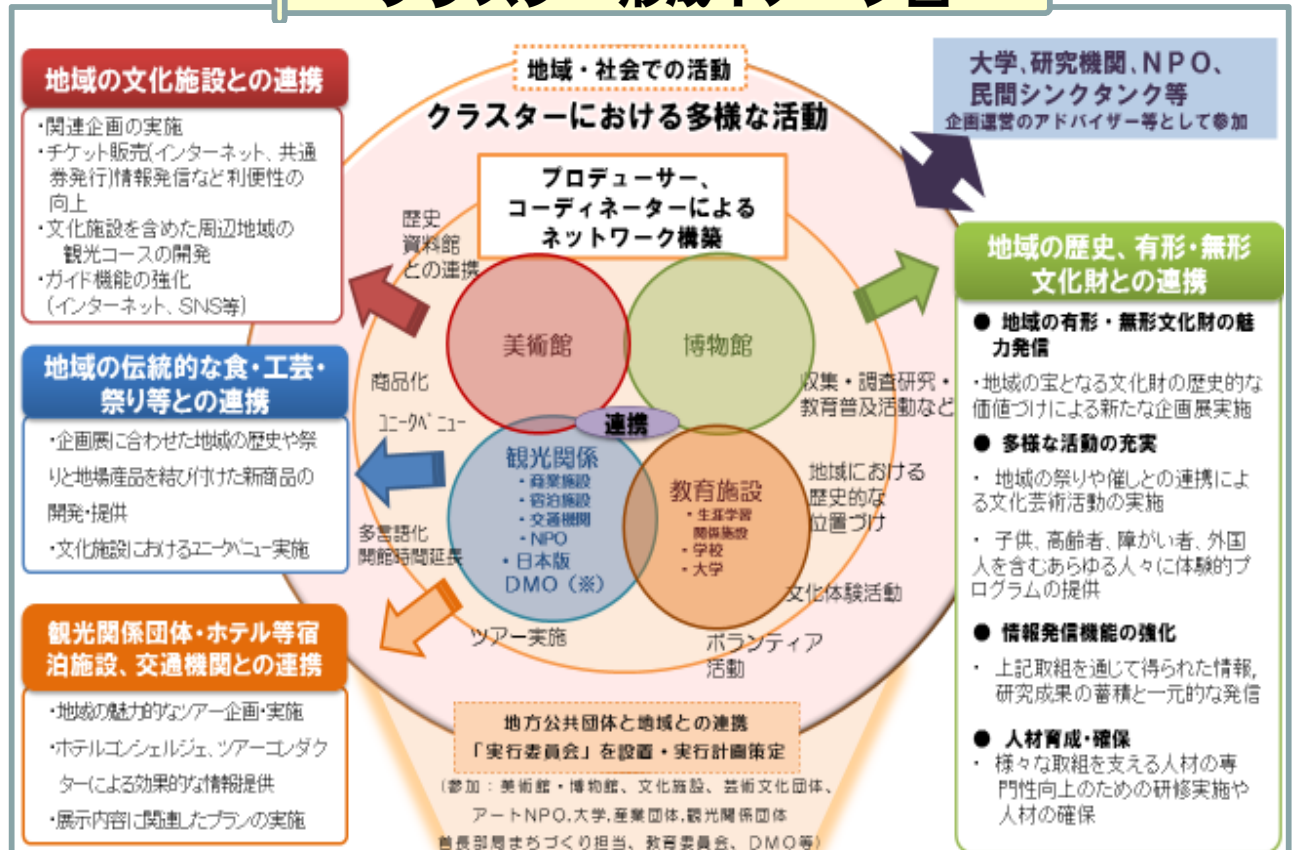 地域の文化施設との連携
・関連企画の実施
・チケット販売(インターネット、共通
券発行)情報発信など利便性の
向上
・文化施設を含めた周辺地域の
観光コースの開発
・ガイド機能の強化
(インターネット、SNS等)
地域の伝統的な食・工芸・
祭り等との連携
・企画展に合わせた地域の歴史や祭
りと地場産品を結び付けた新商品の
開発・提供
・文化施設におけるユニークベニュー実施
観光関係団体・ホテル等宿
泊施設、交通機関との連携
・地域の魅力的なツアー企画・実施
・ホテルコンシェルジェ、ツアーコンダク
ターによる効果的な情報提供
・展示内容に関連したプランの実施
地域・社会での活動
クラスターにおける多様な活動
プロデューサー、
コーディネーターによる
ネットワーク構築
歴史
資料館
との連携
商品化
ユニークベニュー
多言語化
開館時間延長
ツアー実施
美術館
博物館
連携
観光関係
・商業施設
・宿泊施設
・交通機関
・NPO
・日本版
DMO（※）
教育施設
・生涯学習
関係施設
・学校
・大学
収集・調査研究・
教育普及活動など
地域における
歴史的な
位置づけ
文化体験活動
ボランティア
活動
地方公共団体と地域との連携
「実行委員会」を設置・実行計画策定
(参加：美術館・博物館、文化施設、芸術文化団体、
アートNPO,大学,産業団体,観光関係団体
首長部局まちづくり担当、教育委員会、DMO等)
大学、研究機関、ＮＰＯ、
民間シンクタンク等
企画運営のアドバイザー等として参加
地域の歴史、有形・無形
文化財との連携
● 地域の有形・無形文化財の魅
力発信
・地域の宝となる文化財の歴史的な
価値づけによる新たな企画展実施
● 多様な活動の充実
・ 地域の祭りや催しとの連携によ
る文化芸術活動の実施
・ 子供、高齢者、障がい者、外国
人を含むあらゆる人々に体験的プ
ログラムの提供
● 情報発信機能の強化
・ 上記取組を通じて得られた情報,
研究成果の蓄積と一元的な発信
● 人材育成・確保
・ 様々な取組を支える人材の専
門性向上のための研修実施や
人材の確保